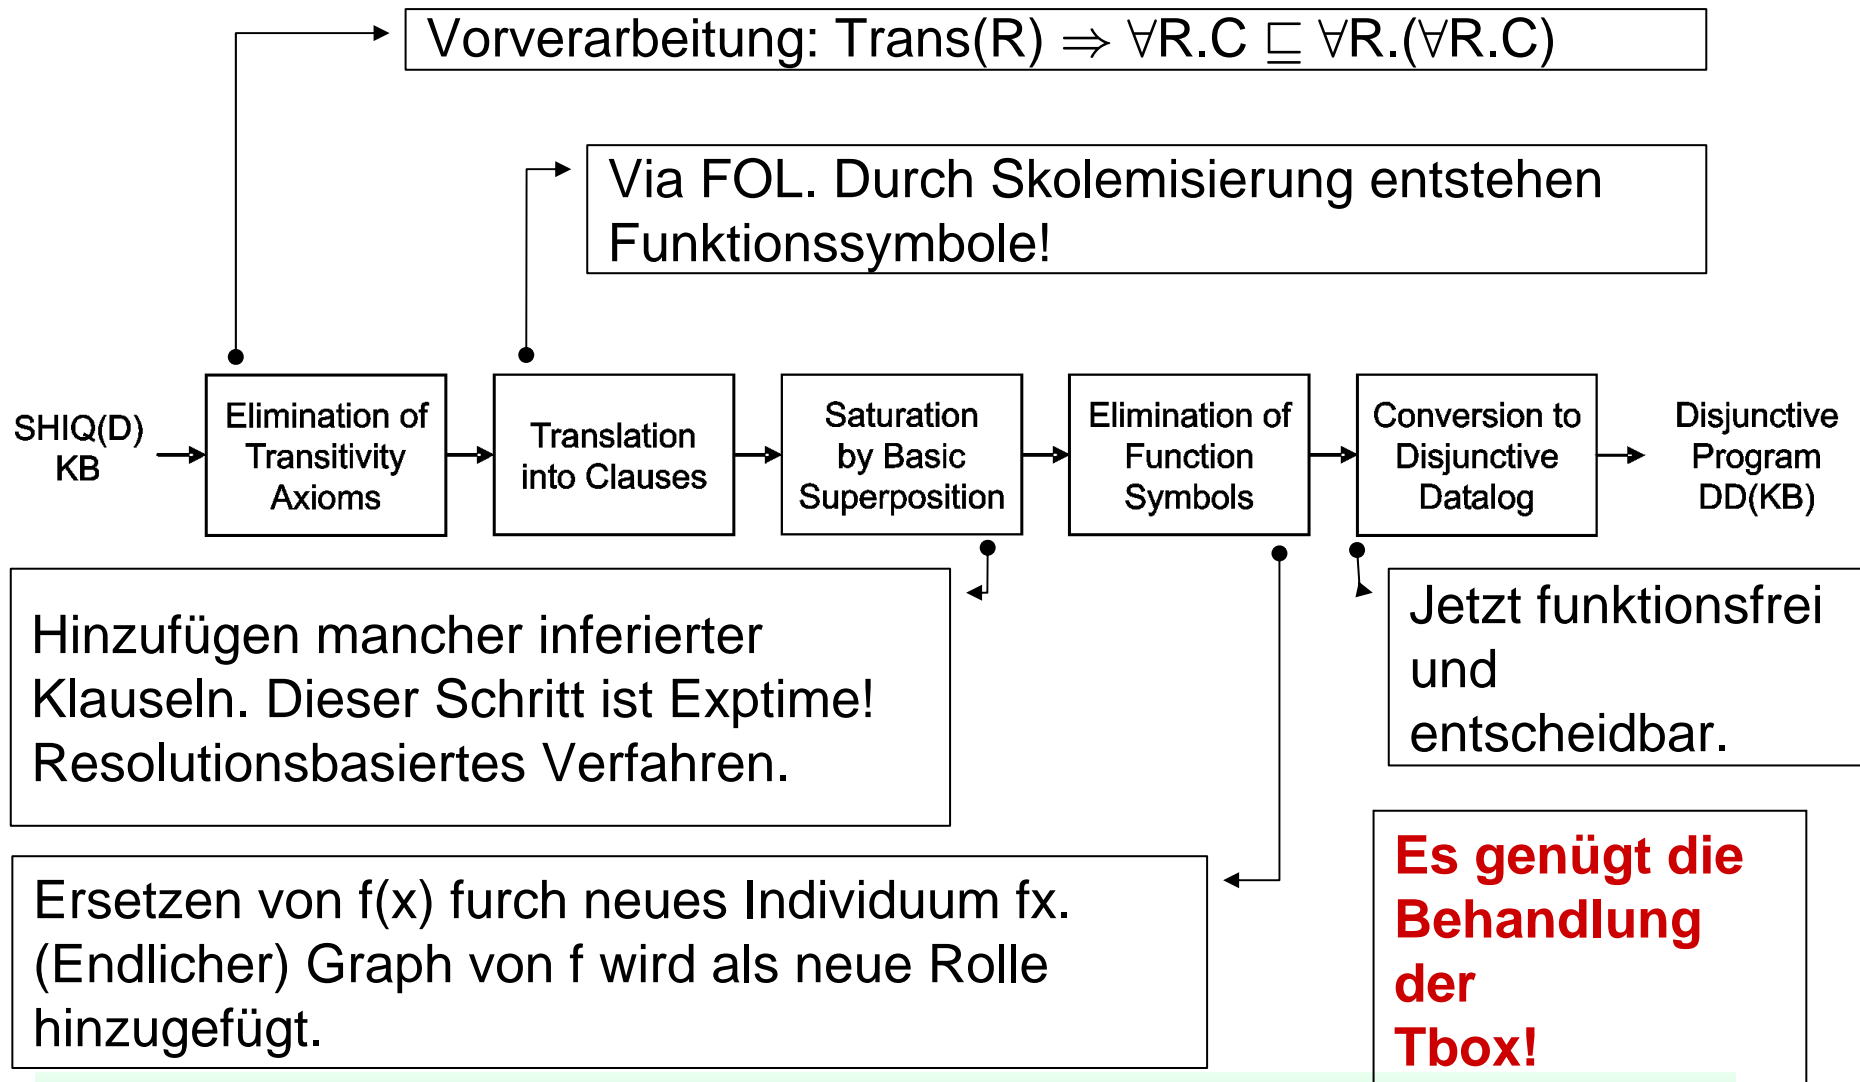 Vorverarbeitung: Trans(R) ⇒ ∀R.C ⊑ ∀R.(∀R.C)
Via FOL. Durch Skolemisierung entstehen
Funktionssymbole!
SHIQ(D)
KB
Elimination of
Transitivity
Axioms
Translation
into Clauses
Saturation
by Basic
Superposition
Elimination of
Function
Symbols
Conversion to
Disjunctive
Datalog
Disjunctive
Program
DD(KB)
Hinzufügen mancher inferierter
Klauseln. Dieser Schritt ist Exptime!
Resolutionsbasiertes Verfahren.
Jetzt funktionsfrei
und
entscheidbar.
Ersetzen von f(x) furch neues Individuum fx.
(Endlicher) Graph von f wird als neue Rolle
hinzugefügt.
Es genügt die
Behandlung
der
Tbox!